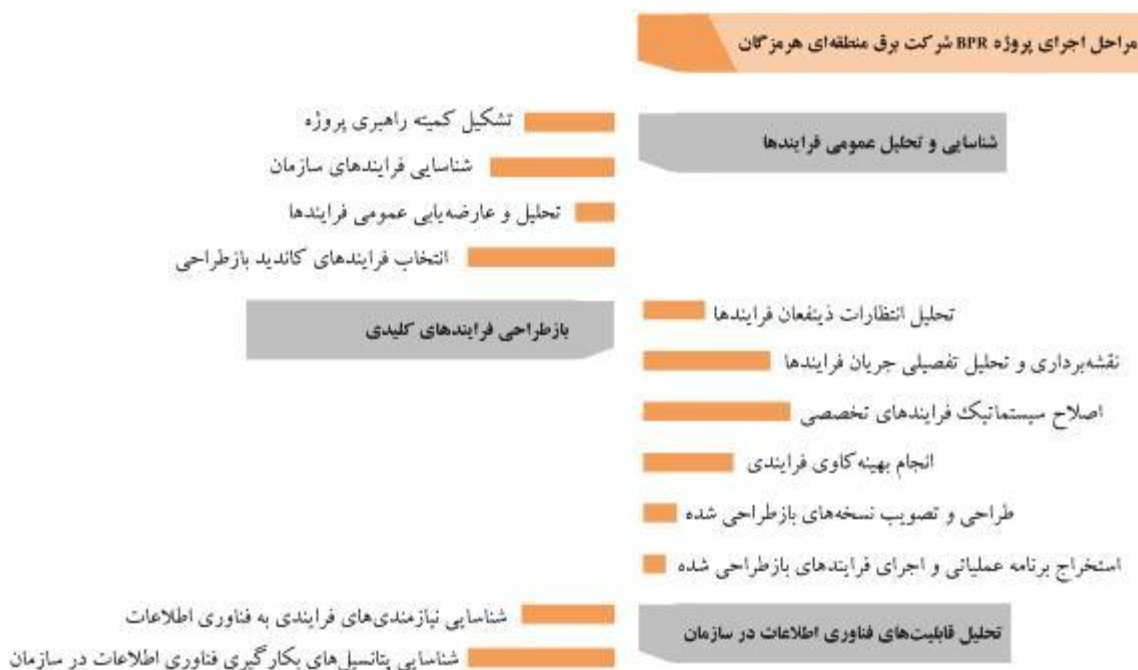 مراحل اجرای پروژه BPR شرکت برق منطقه‌ای هرمزگان
شناسایی و تحلیل عمومی فرایندها
تشکیل کمیته راهبری پروژه
شناسایی فرایندهای سازمان
تحلیل و عارضه‌یابی عمومی فرایندها
انتخاب فرایندهای کاندید بازطراحی
بازطراحی فرایندهای کلیدی
تحلیل انتظارات ذینفعان فرایندها
نقشه‌برداری و تحلیل تفصیلی جریان فرایندها
اصلاح سیستماتیک فرایندهای تخصصی
انجام بهینه‌کاوی فرایندی
طراحی و تصویب نسخه‌های بازطراحی شده
استخراج برنامه عملیاتی و اجرای فرایندهای بازطراحی شده
تحلیل قابلیت‌های فناوری اطلاعات در سازمان
شناسایی نیازمندی‌های فرایندی به فناوری اطلاعات
شناسایی پتانسیل‌های بکارگیری فناوری اطلاعات در سازمان